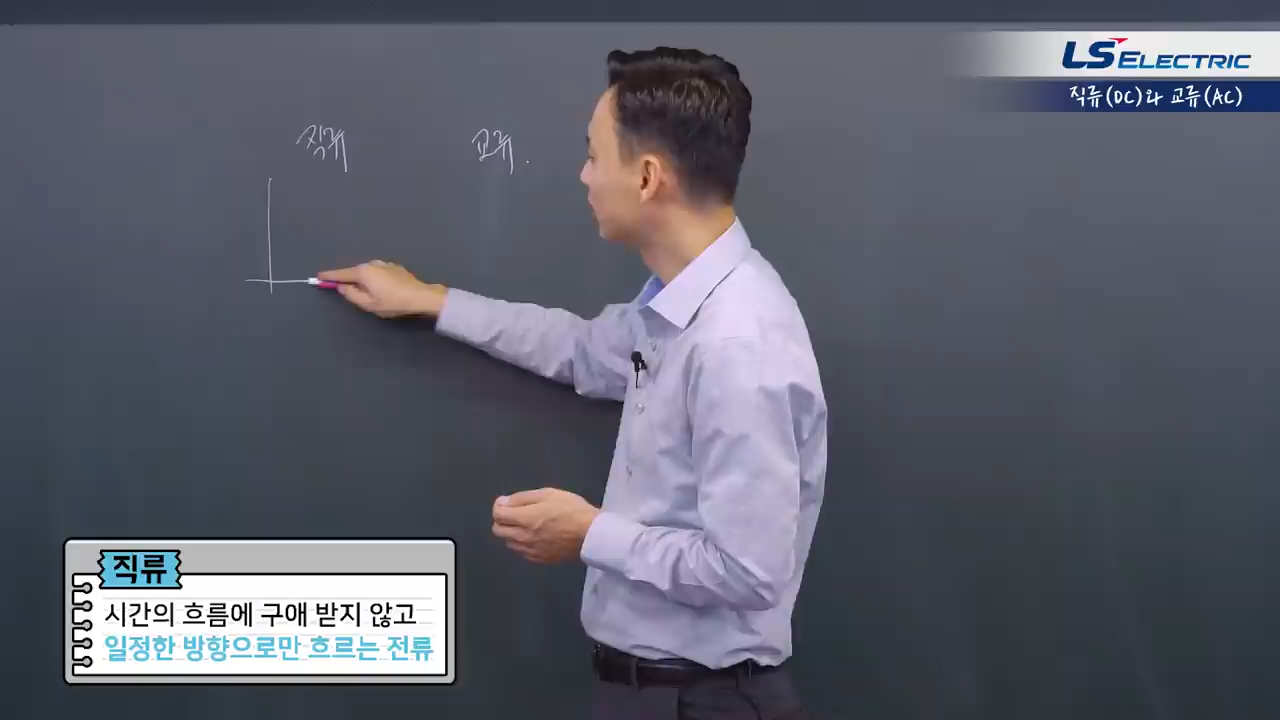 LS ELECTRIC
직류(DC)와 교류(AC)
직류
교류.
직류
시간의 흐름에 구애 받지 않고
일정한 방향으로만 흐르는 전류